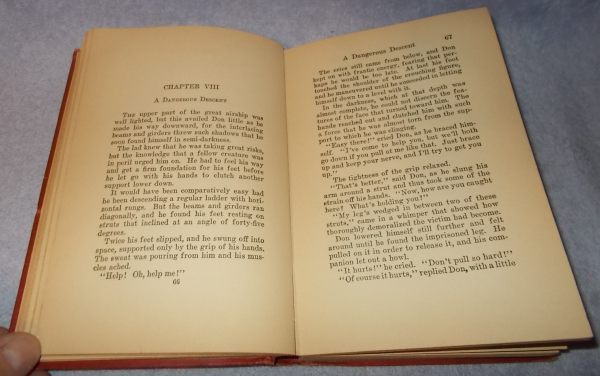 CHAPTER VIII
A DANGEROUS DESCENT
THE upper part of the great airship was
well lighted, but this availed Don little as he
made his way downward, for the interlacing
beams and girders threw such shadows that he
soon found himself in semi-darkness.
The lad knew that he was taking great risks,
but the knowledge that a fellow creature was
in peril urged him on. He had to feel his way
and get a firm foundation for his feet before
he let go with his hands to clutch another
support lower down.
It would have been comparatively easy had
he been descending a regular ladder with hori-
zontal rungs. But the beams and girders ran
diagonally, and he found his feet resting on
struts that inclined at an angle of forty-five
degrees.
Twice his feet slipped, and he swung off into
space, supported only by the grip of his hands.
The sweat was pouring from him and his mus-
cles ached.
"Help! Oh, help me!"
66
A Dangerous Descent 67
The cries still came from below, and Don
kept on with frantic energy, fearing that per-
haps he would be too late. At last his foot
touched the shoulder of the crouching figure,
and he maneuvered until he succeeded in letting
himself down to a level with it.
In the darkness, which at that depth was
almost complete, he could not discern the fea-
tures of the face that turned toward him. The
hands reached out and clutched him with such
a force that he almost was torn from the sup-
port to which he was clinging.
"Easy there!" cried Don, as he braced him-
self. "I've come to help you, but we'll both
go down if you pull at me like that. Just brace
up and keep your nerve, and I'll try to get you
up."
The tightness of the grip relaxed.
"That's better," said Don, as he slung his
arm around a strut and thus took some of the
strain off his hands. "Now, how are you caught
here? What's holding you?"
"My leg's wedged in between two of these
struts," came in a whimper that showed how
thoroughly demoralized the victim had become.
Don lowered himself still further and felt
around until he found the imprisoned leg. He
pulled on it in order to release it, and his com-
panion let out a howl.
"It hurts!" he cried. "Don't pull so hard!"
"Of course it hurts," replied Don, with a little